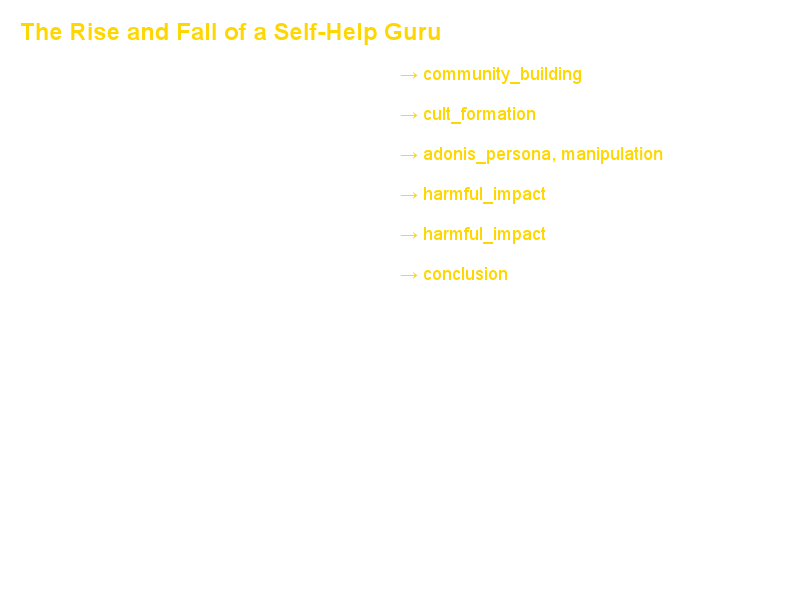 The Rise and Fall of a Self-Help Guru
→ community_building
→ cult_formation
→ adonis_persona, manipulation
→ harmful_impact
→ harmful_impact
→ conclusion